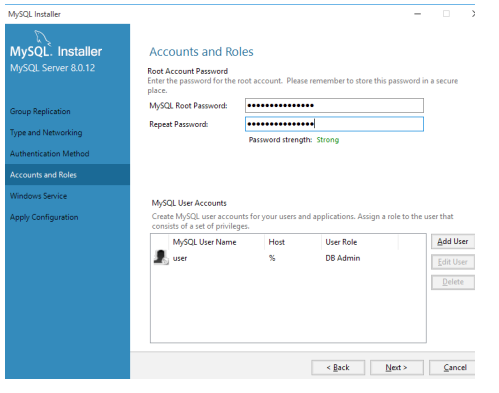 MySQL Installer
MySQL. Installer
MySQL Server 8.0.12
Group Replication
Type and Networking
Authentication Method
Accounts and Roles
Windows Service
Apply Configuration
Accounts and Roles
Root Account Password
Enter the password for the root account. Please remember to store this password in a secure
place.
MySQL Root Password:
Repeat Password:
Password strength: Strong
MySQL User Accounts
Create MySQL user accounts for your users and applications. Assign a role to the user that
consists of a set of privileges.
MySQL User Name Host User Role
user % DB Admin
Add User
Edit User
Delete
< Back Next > Cancel